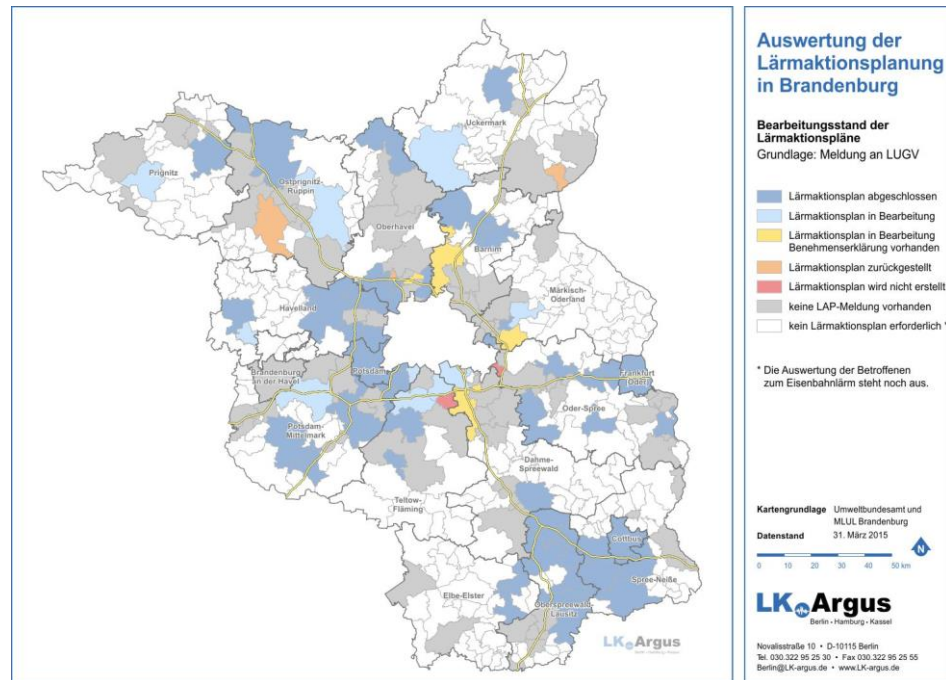 Auswertung der
Lärmaktionsplanung
in Brandenburg
Bearbeitungsstand der
Lärmaktionspläne
Grundlage: Meldung an LUGV
Lärmaktionsplan abgeschlossen
Lärmaktionsplan in Bearbeitung
Lärmaktionsplan in Bearbeitung
Benehmenserklärung vorhanden
Lärmaktionsplan zurückgestellt
Lärmaktionsplan wird nicht erstellt
keine LAP-Meldung vorhanden
kein Lärmaktionsplan erforderlich *
* Die Auswertung der Betroffenen
zum Eisenbahnlärm steht noch aus.
Kartengrundlage Umweltbundesamt und
MLUL Brandenburg
Datenstand 31. März 2015
N
0 10 20 30 40 50 km
LK Argus
Berlin - Hamburg - Kassel
Novalisstraße 10 • D-10115 Berlin
Tel. 030.322 95 25 30 • Fax 030.322 95 25 55
Berlin@LK-argus.de • www.LK-argus.de
Uckermark
Prignitz
Ostprignitz-
Ruppin
Oberhavel
Barnim
Märkisch-
Oderland
Havelland
Brandenburg
an der Havel
Potsdam
Frankfurt
(Oder)
Oder-Spree
Potsdam-
Mittelmark
Dahme-
Spreewald
Teltow-
Fläming
Cottbus
Spree-Neiße
Elbe-Elster
Oberspreewald-
Lausitz
LK Argus